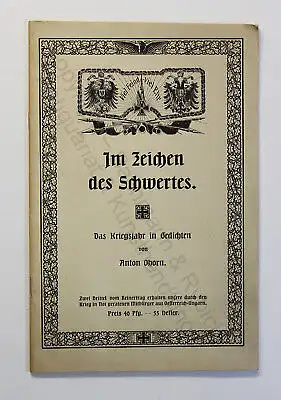 Im Zeichen
des Schwertes.
Das Kriegsjahr in Gedichten
von
Anton Ohorn.
Zwei Drittel vom Reinertrag erhalten unsere durch den
Krieg in Not geratenen Mitbürger aus Oesterreich-Ungarn.
Preis 46 Pfg. — 55 Heller.